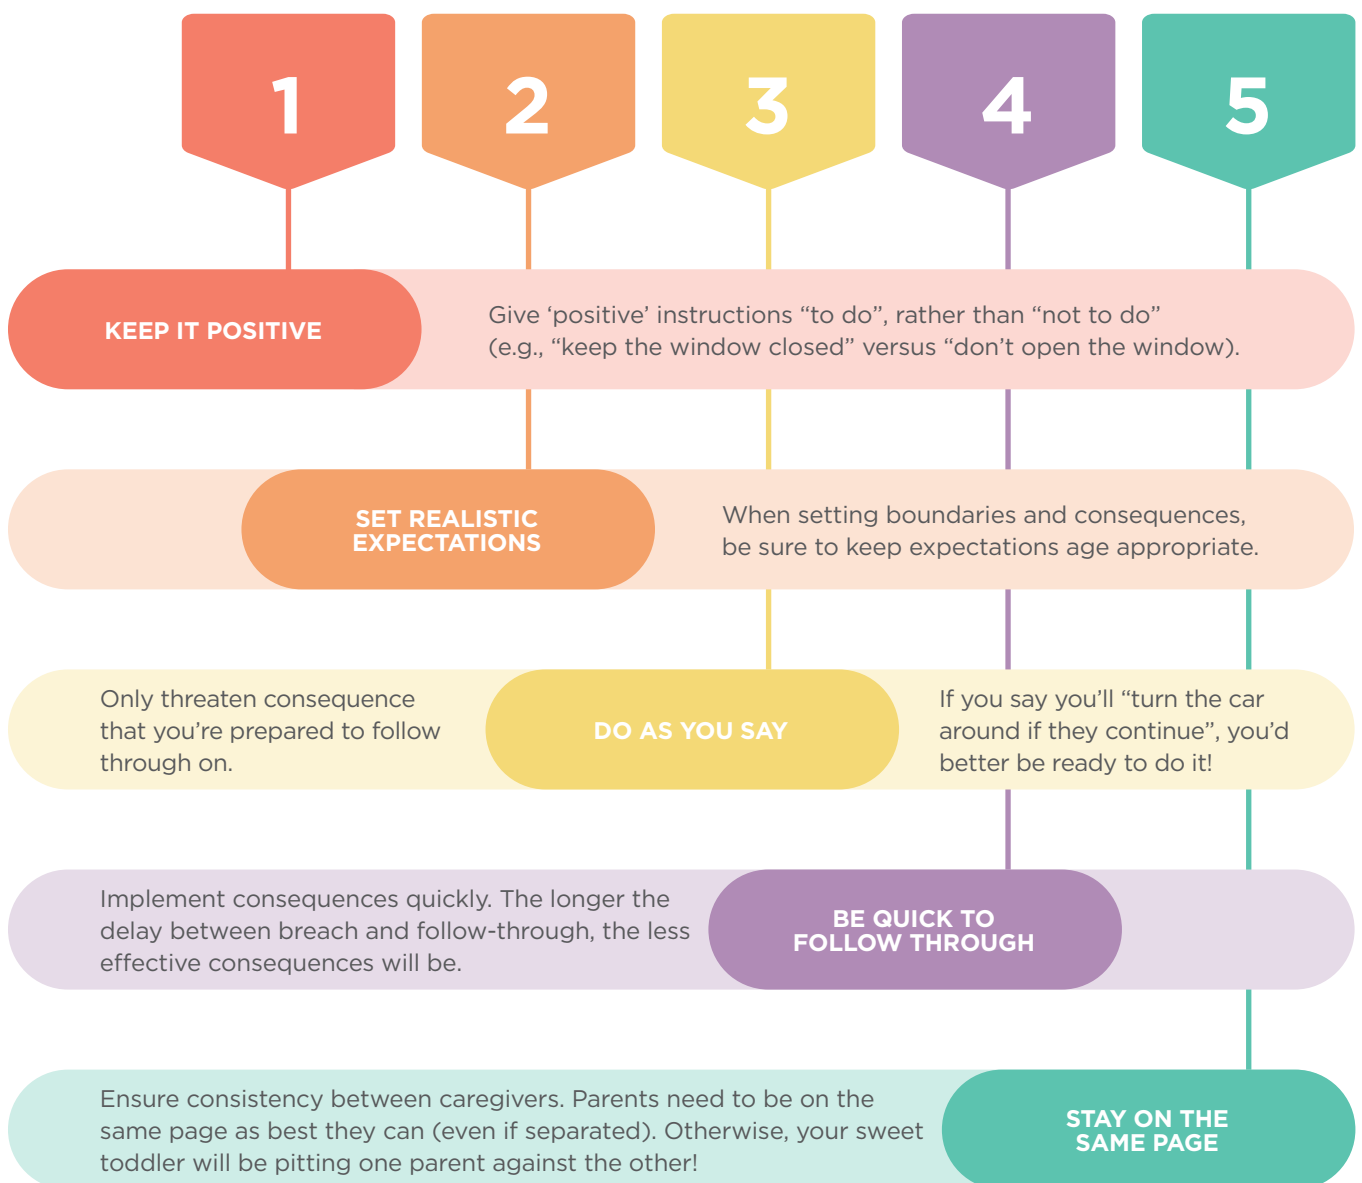 1
2
3
4
5
KEEP IT POSITIVE
Give ‘positive’ instructions “to do”, rather than “not to do”
(e.g., “keep the window closed” versus “don’t open the window).
SET REALISTIC
EXPECTATIONS
When setting boundaries and consequences,
be sure to keep expectations age appropriate.
Only threaten consequence
that you’re prepared to follow
through on.
DO AS YOU SAY
If you say you’ll “turn the car
around if they continue”, you’d
better be ready to do it!
Implement consequences quickly. The longer the
delay between breach and follow-through, the less
effective consequences will be.
BE QUICK TO
FOLLOW THROUGH
Ensure consistency between caregivers. Parents need to be on the
same page as best they can (even if separated). Otherwise, your sweet
toddler will be pitting one parent against the other!
STAY ON THE
SAME PAGE